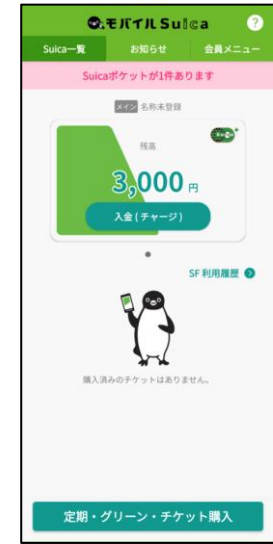 モバイルSuica
?
Suica一覧 お知らせ 会員メニュー
Suicaポケットが1件あります
メイン 名称未登録
残高
Suica
3,000 円
入金(チャージ)
SF利用履歴
購入済みのチケットはありません。
定期・グリーン・チケット購入